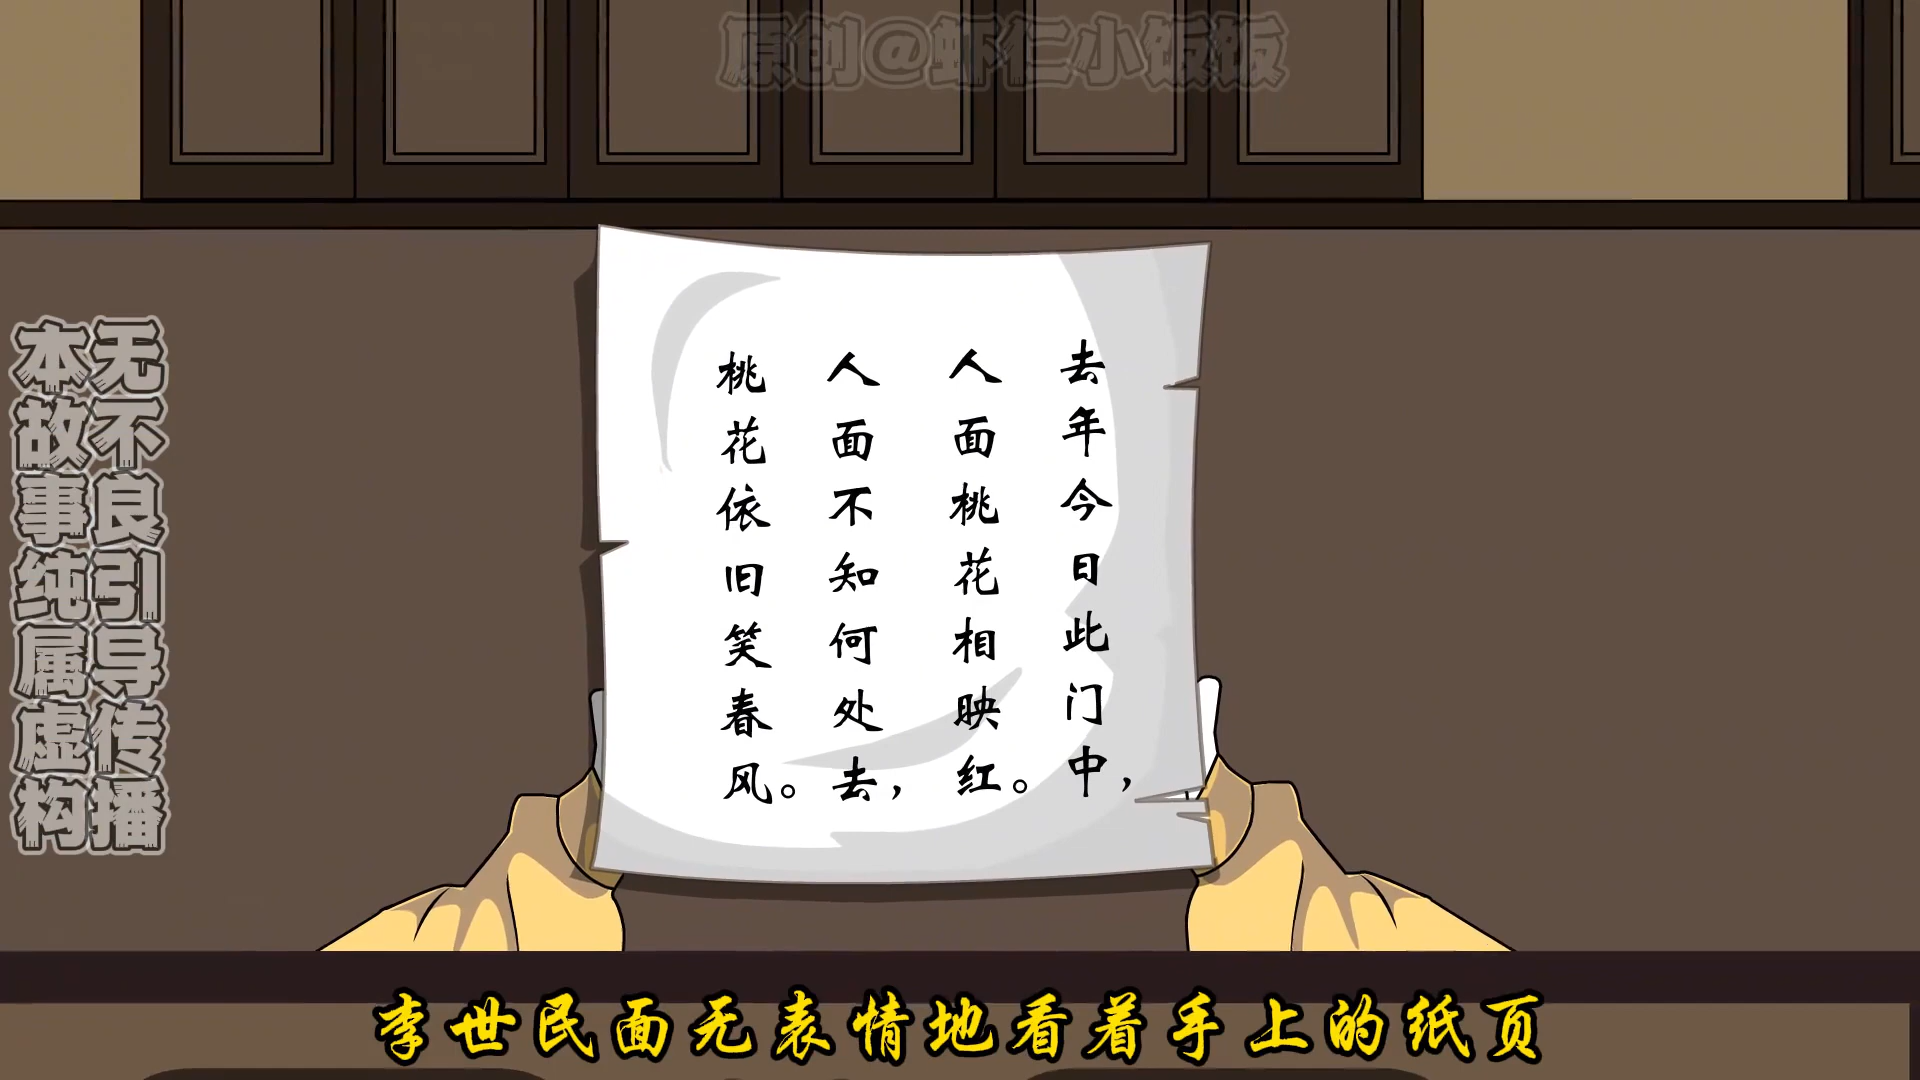 原创@虾仁小饭饭
去年今日此门中，
人面桃花相映红。
人面不知何处去，
桃花依旧笑春风。
本故事纯属虚构
无不良引导传播
李世民面无表情地看着手上的纸页